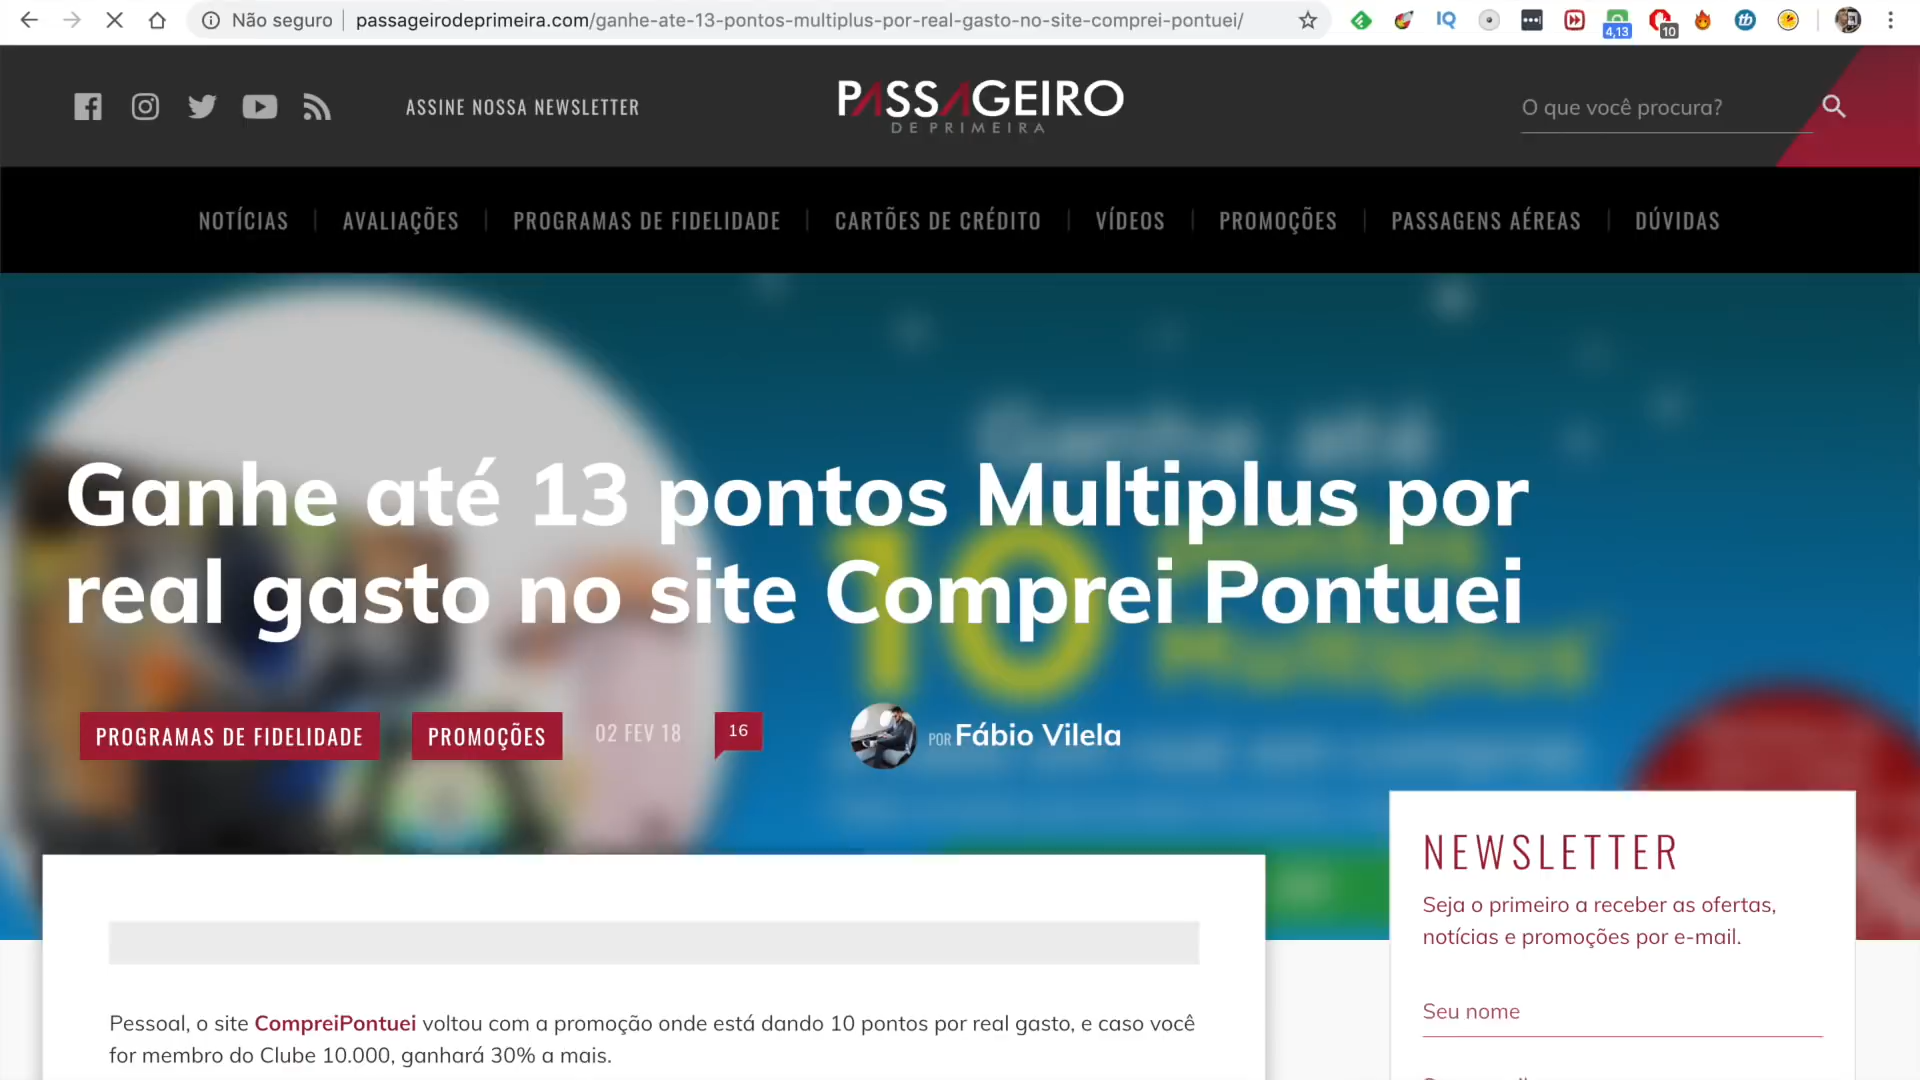 Não seguro | passageirodeprimeira.com/ganhe-ate-13-pontos-multiplus-por-real-gasto-no-site-comprei-pontuei/
4,13
10
ASSINE NOSSA NEWSLETTER
PASSAGEIRO
DE PRIMEIRA
O que você procura?
NOTÍCIAS | AVALIAÇÕES | PROGRAMAS DE FIDELIDADE | CARTÕES DE CRÉDITO | VÍDEOS | PROMOÇÕES | PASSAGENS AÉREAS | DÚVIDAS
Ganhe até
10
Multiplus
Ganhe até 13 pontos Multiplus por
real gasto no site Comprei Pontuei
PROGRAMAS DE FIDELIDADE
PROMOÇÕES
02 FEV 18
16
POR Fábio Vilela
Pessoal, o site CompreiPontuei voltou com a promoção onde está dando 10 pontos por real gasto, e caso você
for membro do Clube 10.000, ganhará 30% a mais.
NEWSLETTER
Seja o primeiro a receber as ofertas,
notícias e promoções por e-mail.
Seu nome